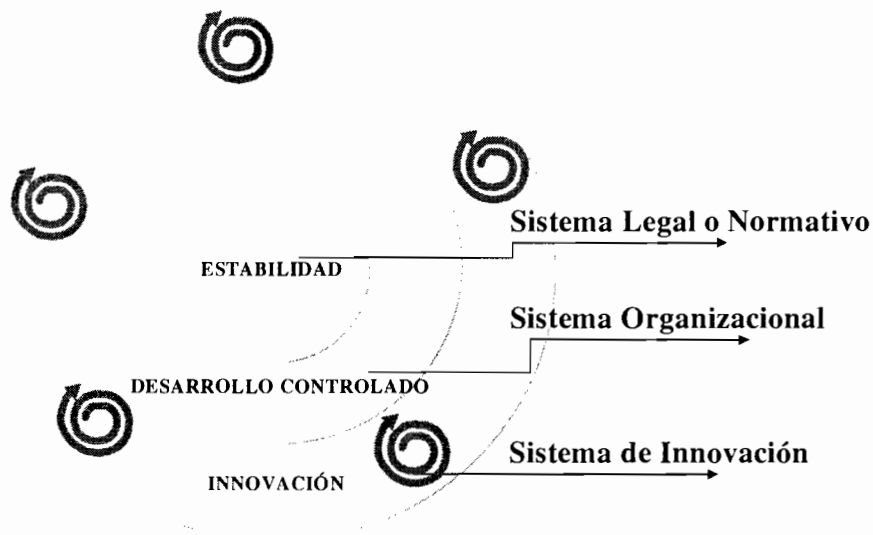 Sistema Legal o Normativo
ESTABILIDAD
Sistema Organizacional
DESARROLLO CONTROLADO
Sistema de Innovación
INNOVACIÓN